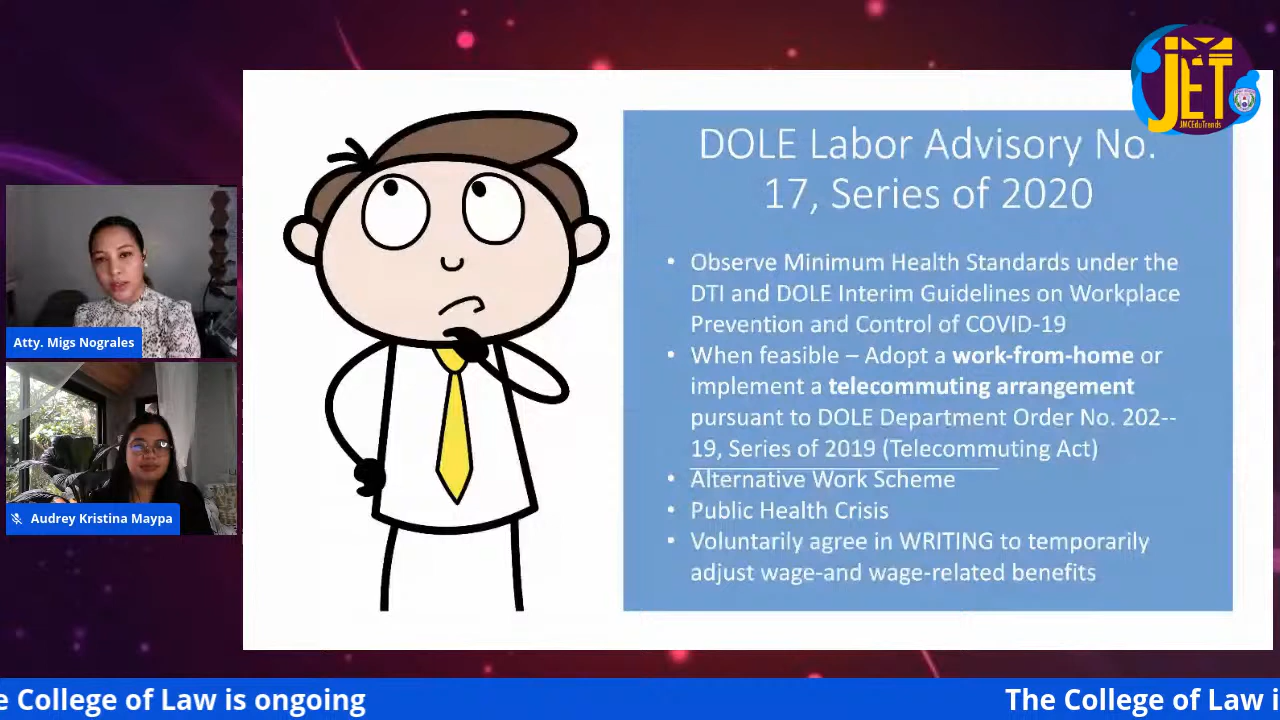 JET
JMCEduTrends
DOLE Labor Advisory No.
17, Series of 2020
• Observe Minimum Health Standards under the
DTI and DOLE Interim Guidelines on Workplace
Prevention and Control of COVID-19
• When feasible – Adopt a work-from-home or
implement a telecommuting arrangement
pursuant to DOLE Department Order No. 202--
19, Series of 2019 (Telecommuting Act)
• Alternative Work Scheme
• Public Health Crisis
• Voluntarily agree in WRITING to temporarily
adjust wage-and wage-related benefits
Atty. Migs Nograles
Audrey Kristina Maypa
e College of Law is ongoing
The College of Law i